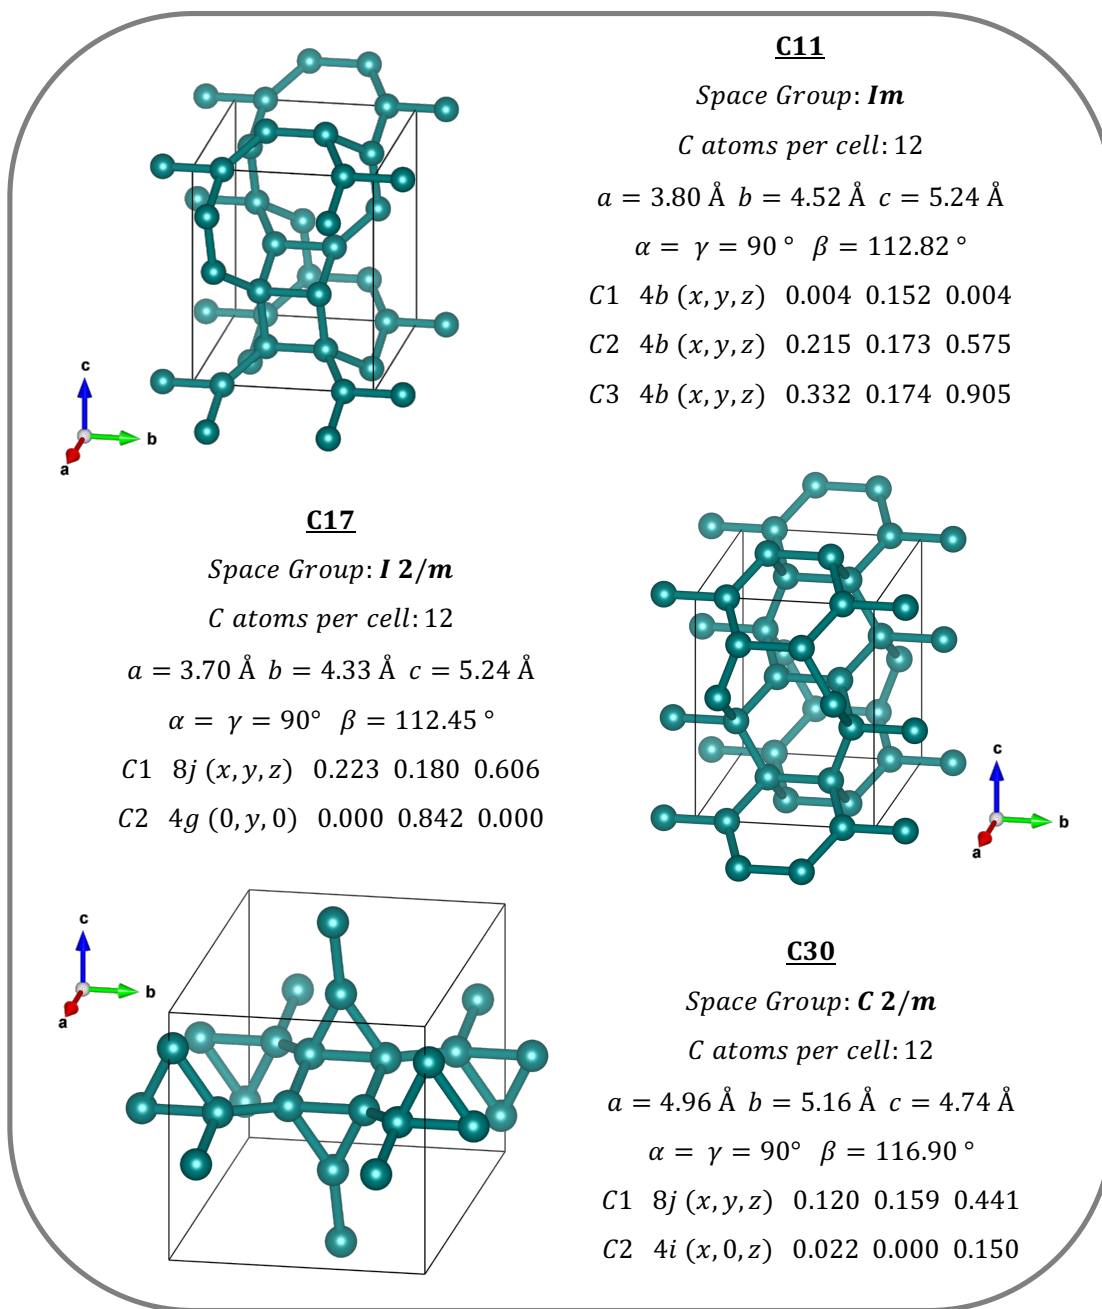 C11
Space Group: Im
C atoms per cell: 12
a = 3.80 Å b = 4.52 Å c = 5.24 Å
α = γ = 90 ° β = 112.82 °
C1 4b (x, y, z) 0.004 0.152 0.004
C2 4b (x, y, z) 0.215 0.173 0.575
C3 4b (x, y, z) 0.332 0.174 0.905
c
b
a
C17
Space Group: I 2/m
C atoms per cell: 12
a = 3.70 Å b = 4.33 Å c = 5.24 Å
α = γ = 90° β = 112.45 °
C1 8j (x, y, z) 0.223 0.180 0.606
C2 4g (0, y, 0) 0.000 0.842 0.000
c
b
a
c
b
a
C30
Space Group: C 2/m
C atoms per cell: 12
a = 4.96 Å b = 5.16 Å c = 4.74 Å
α = γ = 90° β = 116.90 °
C1 8j (x, y, z) 0.120 0.159 0.441
C2 4i (x, 0, z) 0.022 0.000 0.150